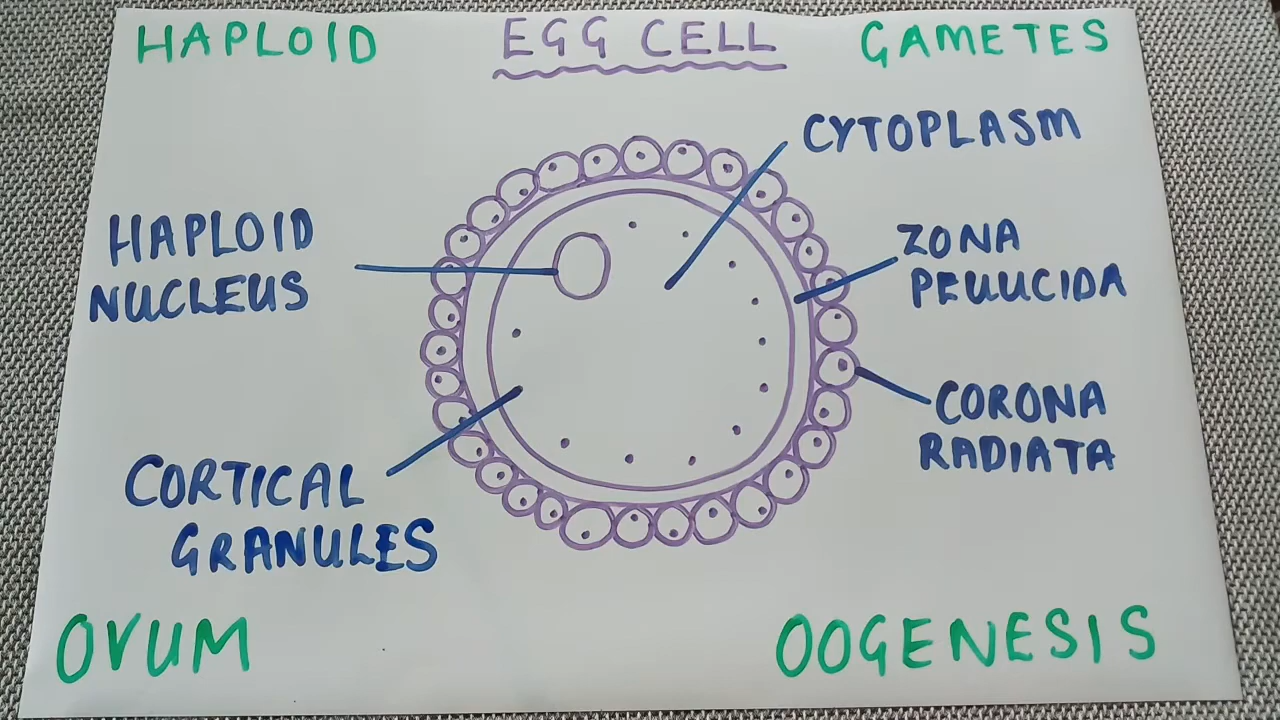 HAPLOID
EGG CELL
GAMETES
CYTOPLASM
HAPLOID
NUCLEUS
ZONA
PELLUCIDA
CORONA
RADIATA
CORTICAL
GRANULES
OVUM
OOGENESIS